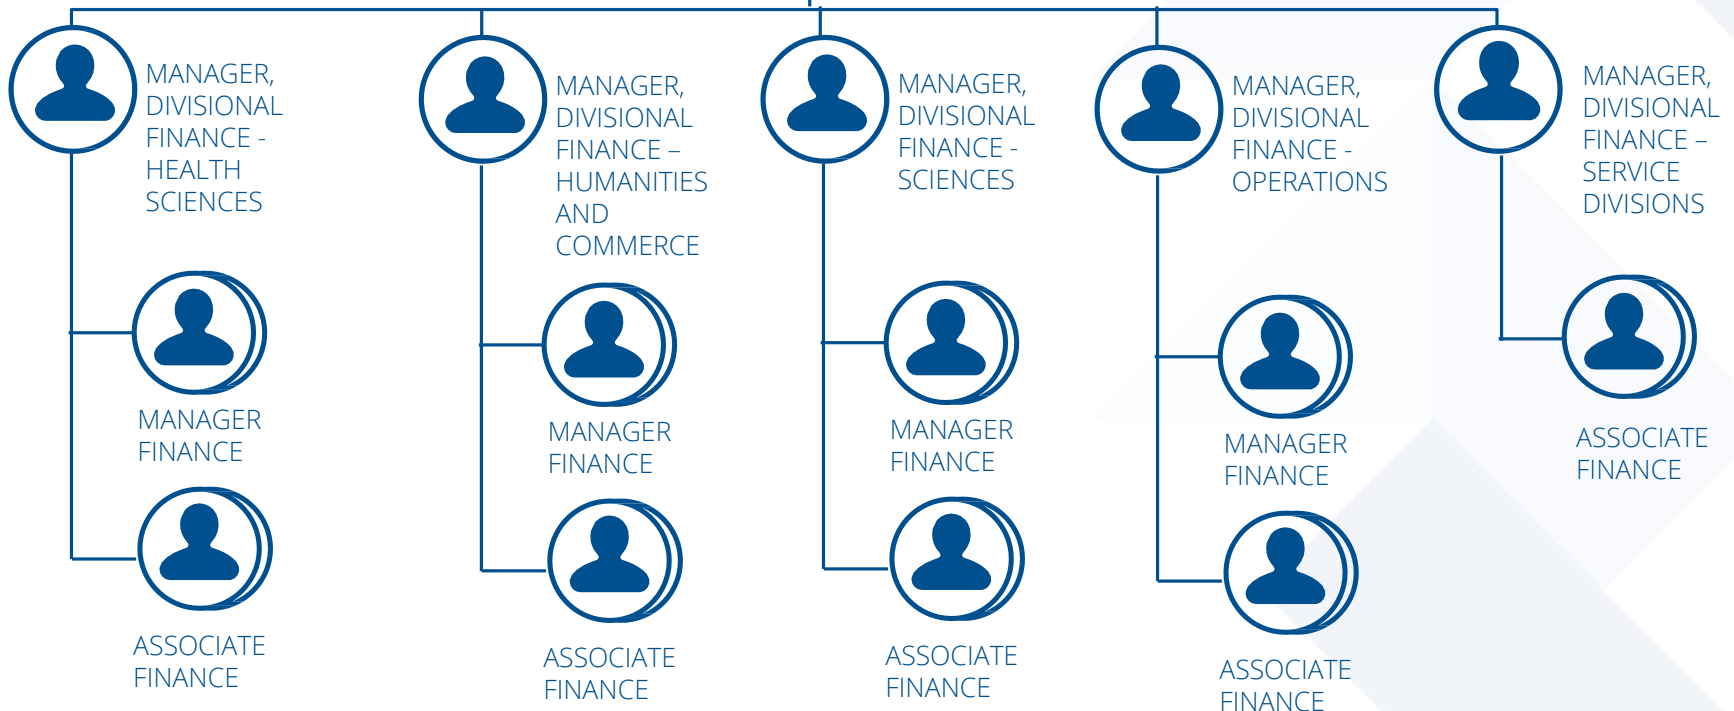 MANAGER,
DIVISIONAL
FINANCE -
HEALTH
SCIENCES
MANAGER,
DIVISIONAL
FINANCE –
HUMANITIES
AND
COMMERCE
MANAGER,
DIVISIONAL
FINANCE -
SCIENCES
MANAGER,
DIVISIONAL
FINANCE -
OPERATIONS
MANAGER,
DIVISIONAL
FINANCE –
SERVICE
DIVISIONS
MANAGER
FINANCE
MANAGER
FINANCE
MANAGER
FINANCE
MANAGER
FINANCE
ASSOCIATE
FINANCE
ASSOCIATE
FINANCE
ASSOCIATE
FINANCE
ASSOCIATE
FINANCE
ASSOCIATE
FINANCE